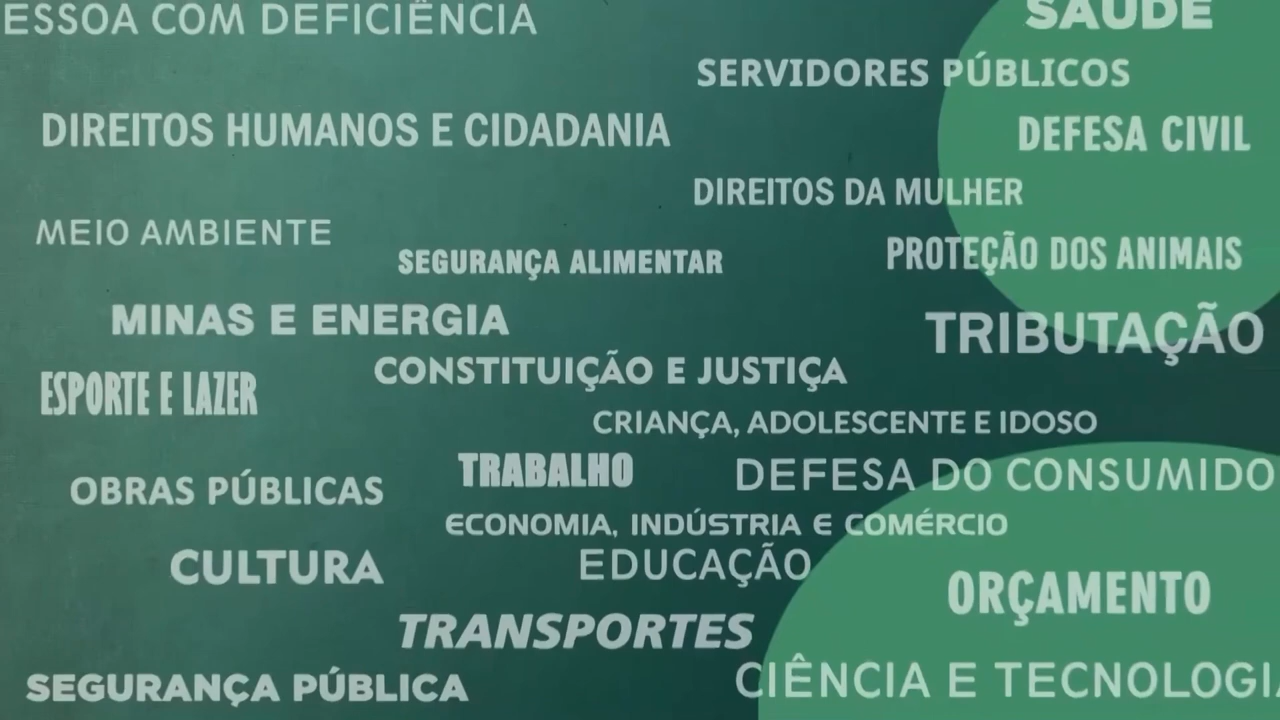 ESSOA COM DEFICIÊNCIA
SAÚDE
SERVIDORES PÚBLICOS
DIREITOS HUMANOS E CIDADANIA
DEFESA CIVIL
DIREITOS DA MULHER
MEIO AMBIENTE
SEGURANÇA ALIMENTAR
PROTEÇÃO DOS ANIMAIS
MINAS E ENERGIA
TRIBUTAÇÃO
CONSTITUIÇÃO E JUSTIÇA
ESPORTE E LAZER
CRIANÇA, ADOLESCENTE E IDOSO
TRABALHO
DEFESA DO CONSUMIDO
OBRAS PÚBLICAS
ECONOMIA, INDÚSTRIA E COMÉRCIO
CULTURA
EDUCAÇÃO
ORÇAMENTO
TRANSPORTES
CIÊNCIA E TECNOLOGIA
SEGURANÇA PÚBLICA